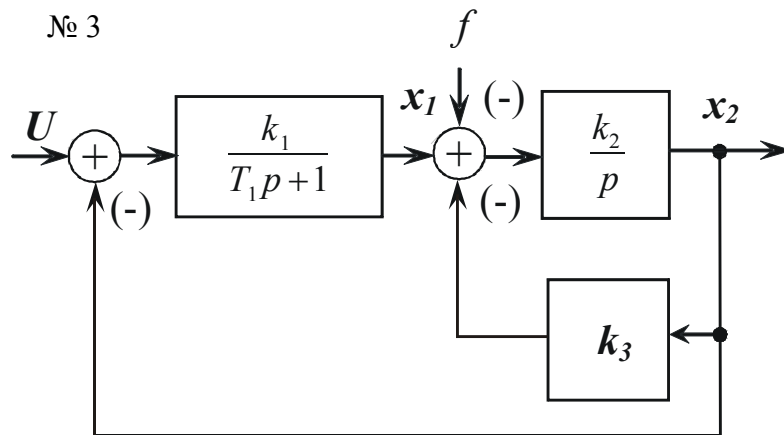 № 3
f
U
+
(-)
k₁
T₁p + 1
x₁
(-)
+
(-)
k₂
p
x₂
k₃